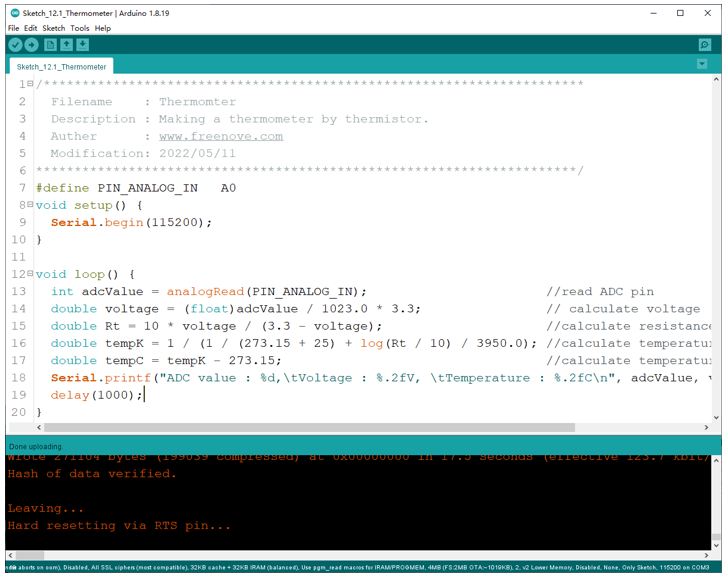 Sketch_12.1_Thermometer | Arduino 1.8.19
File Edit Sketch Tools Help
Sketch_12.1_Thermometer
1 /***********************************************************************
2 Filename : Thermomter
3 Description : Making a thermometer by thermistor.
4 Auther : www.freenove.com
5 Modification: 2022/05/11
6 ***********************************************************************/
7 #define PIN_ANALOG_IN A0
8 void setup() {
9 Serial.begin(115200);
10 }
11
12 void loop() {
13 int adcValue = analogRead(PIN_ANALOG_IN); //read ADC pin
14 double voltage = (float)adcValue / 1023.0 * 3.3; // calculate voltage
15 double Rt = 10 * voltage / (3.3 - voltage); //calculate resistance
16 double tempK = 1 / (1 / (273.15 + 25) + log(Rt / 10) / 3950.0); //calculate temperatu
17 double tempC = tempK - 273.15; //calculate temperatu
18 Serial.printf("ADC value : %d,\tVoltage : %.2fV, \tTemperature : %.2fC\n", adcValue, v
19 delay(1000);
20 }
Done uploading.
Wrote 271104 bytes (199039 compressed) at 0x00000000 in 17.5 seconds (effective 123.7 kbit/
Hash of data verified.
Leaving...
Hard resetting via RTS pin...
aborts on oom), Disabled, All SSL ciphers (most compatible), 32KB cache + 32KB IRAM (balanced), Use pgm_read macros for IRAM/PROGMEM, 4MB (FS:2MB OTA:~1019KB), 2, v2 Lower Memory, Disabled, None, Only Sketch, 115200 on COM3